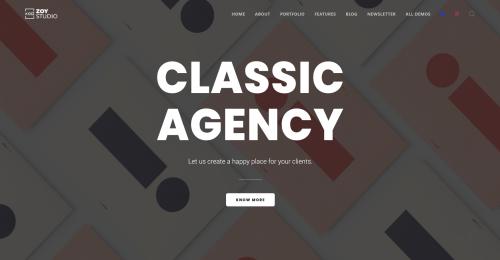 ZOY
STUDIO
HOME ABOUT PORTFOLIO FEATURES BLOG NEWSLETTER ALL DEMOS
CLASSIC
AGENCY
Let us create a happy place for your clients.
KNOW MORE